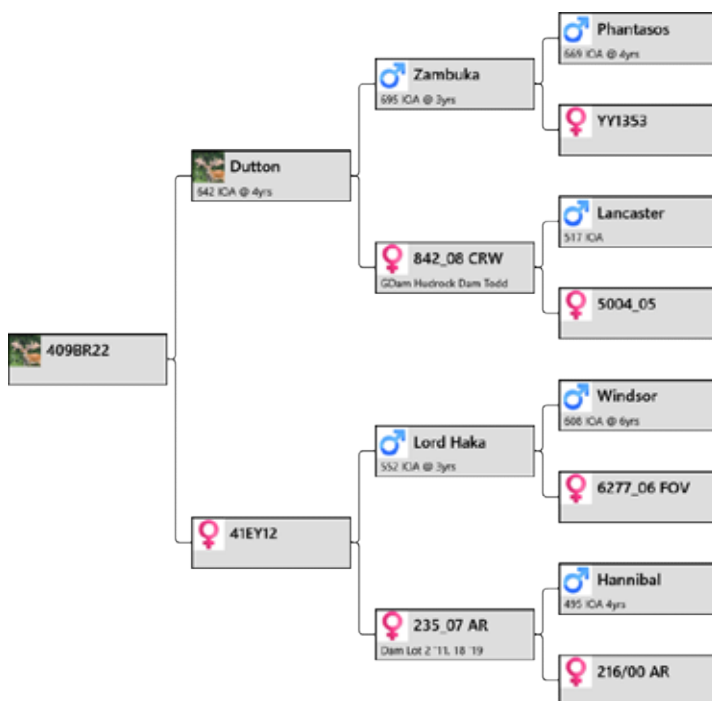 Phantasos
669 IOA @ 4yrs
Zambuka
695 IOA @ 3yrs
YY1353
Dutton
642 IOA @ 4yrs
Lancaster
517 IOA
842_08 CRW
GDam Hudrock Dam Todd
5004_05
409BR22
Windsor
608 IOA @ 6yrs
Lord Haka
552 IOA @ 3yrs
6277_06 FOV
41EY12
Hannibal
495 IOA 4yrs
235_07 AR
Dam Lot 2 '11, 18 '19
216/00 AR